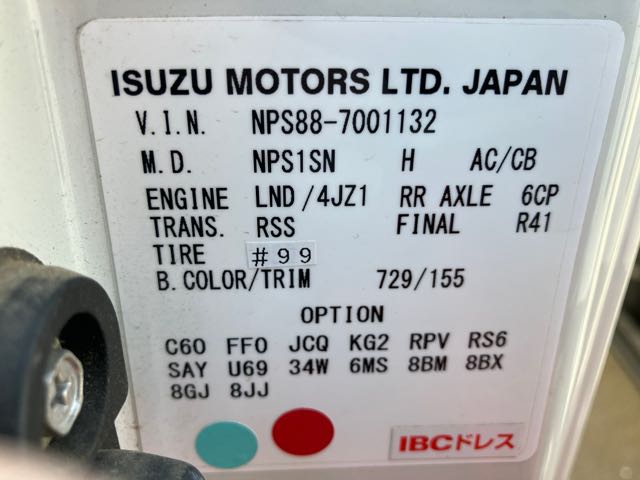 ISUZU MOTORS LTD. JAPAN
V.I.N. NPS88-7001132
M.D. NPS1SN H AC/CB
ENGINE LND/4JZ1 RR AXLE 6CP
TRANS. RSS FINAL R41
TIRE #99
B.COLOR/TRIM 729/155
OPTION
C60 FF0 JCQ KG2 RPV RS6
SAY U69 34W 6MS 8BM 8BX
8GJ 8JJ
IBCドレス